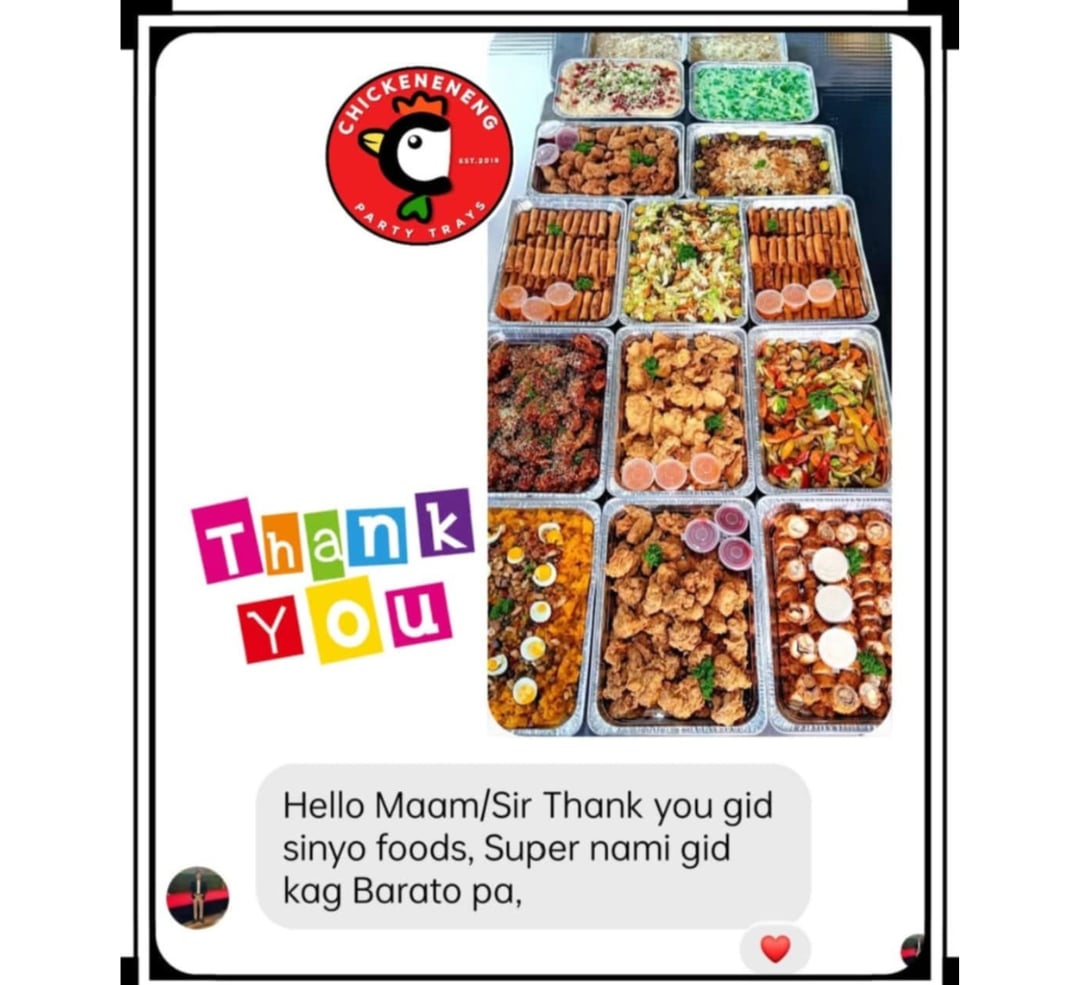 CHICKENENENG
EST.2018
PARTY TRAYS
Thank
You
Hello Maam/Sir Thank you gid
sinyo foods, Super nami gid
kag Barato pa,